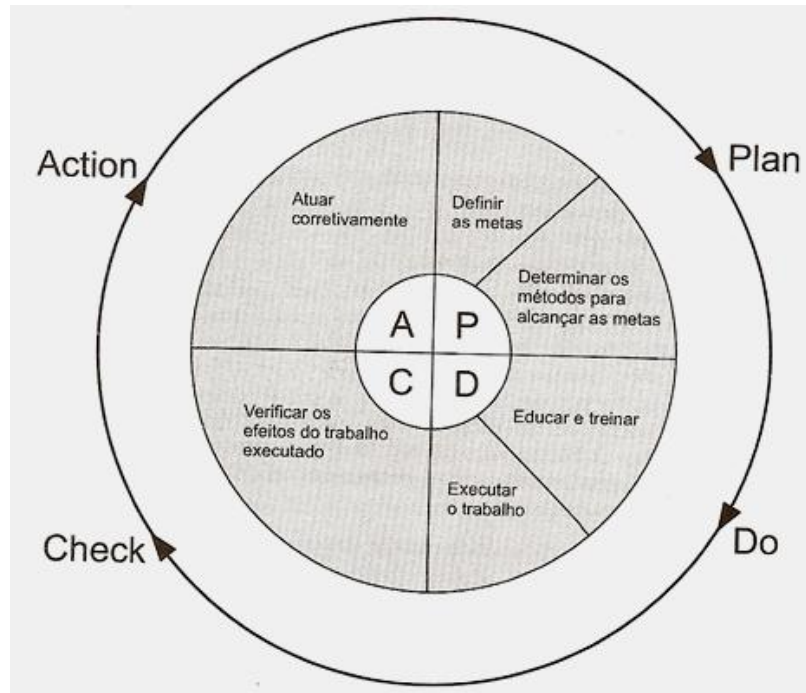 Action
Plan
Atuar
corretivamente
Definir
as metas
Determinar os
métodos para
alcançar as metas
A P
C D
Verificar os
efeitos do trabalho
executado
Educar e treinar
Executar
o trabalho
Check
Do